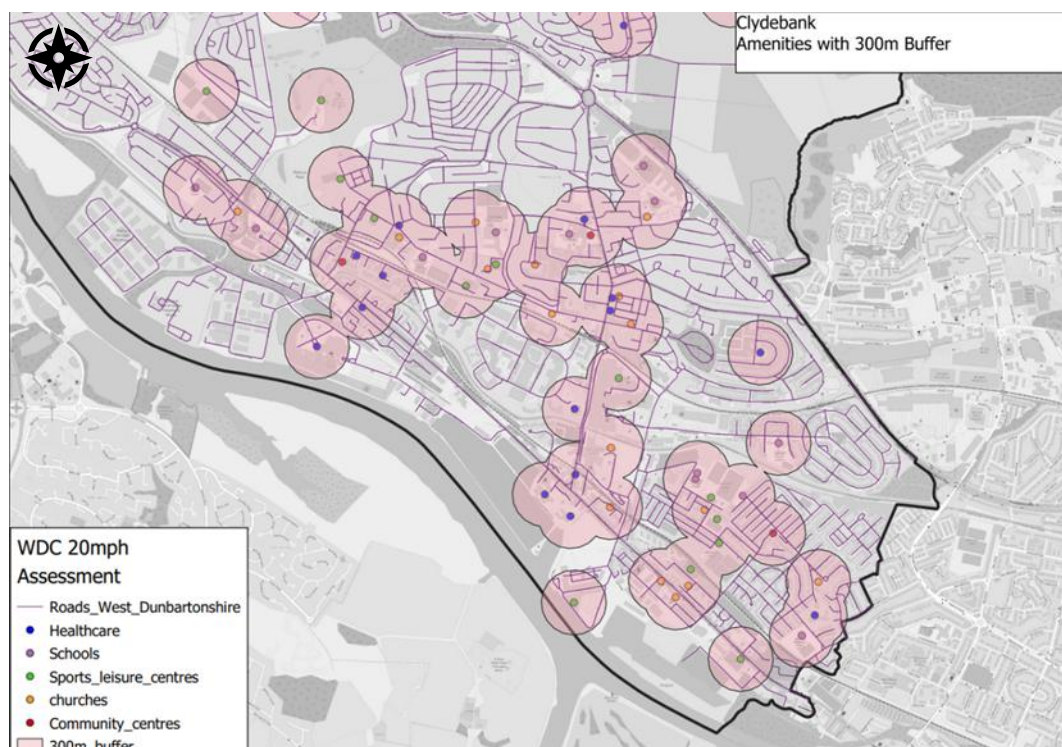 Clydebank
Amenities with 300m Buffer
WDC 20mph
Assessment
Roads_West_Dunbartonshire
Healthcare
Schools
Sports_leisure_centres
churches
Community_centres
300m_buffer